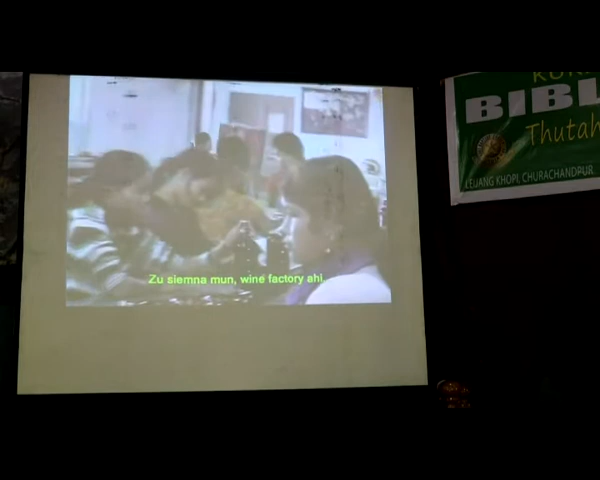 Zu siemna mun, wine factory ahi.
BIBL
Thutah
LEIJANG KHOPI, CHURACHANDPUR